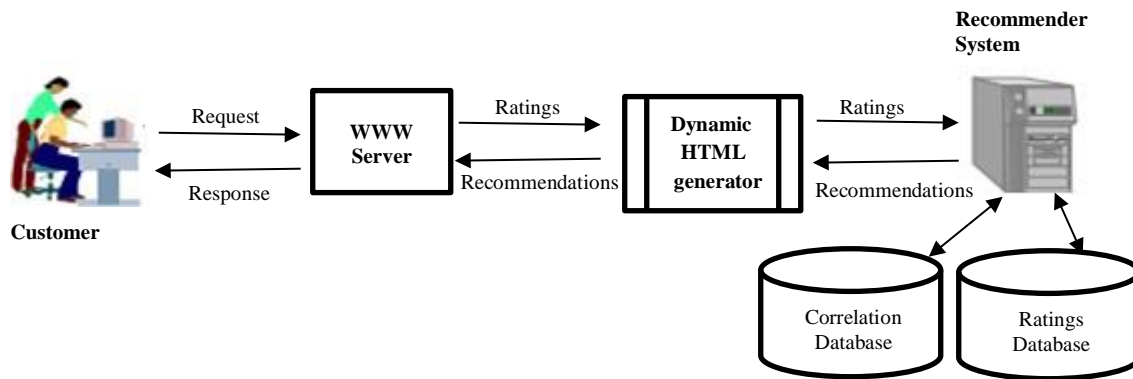 Recommender
System
Request
WWW
Server
Ratings
Dynamic
HTML
generator
Ratings
Response
Recommendations
Recommendations
Customer
Correlation
Database
Ratings
Database